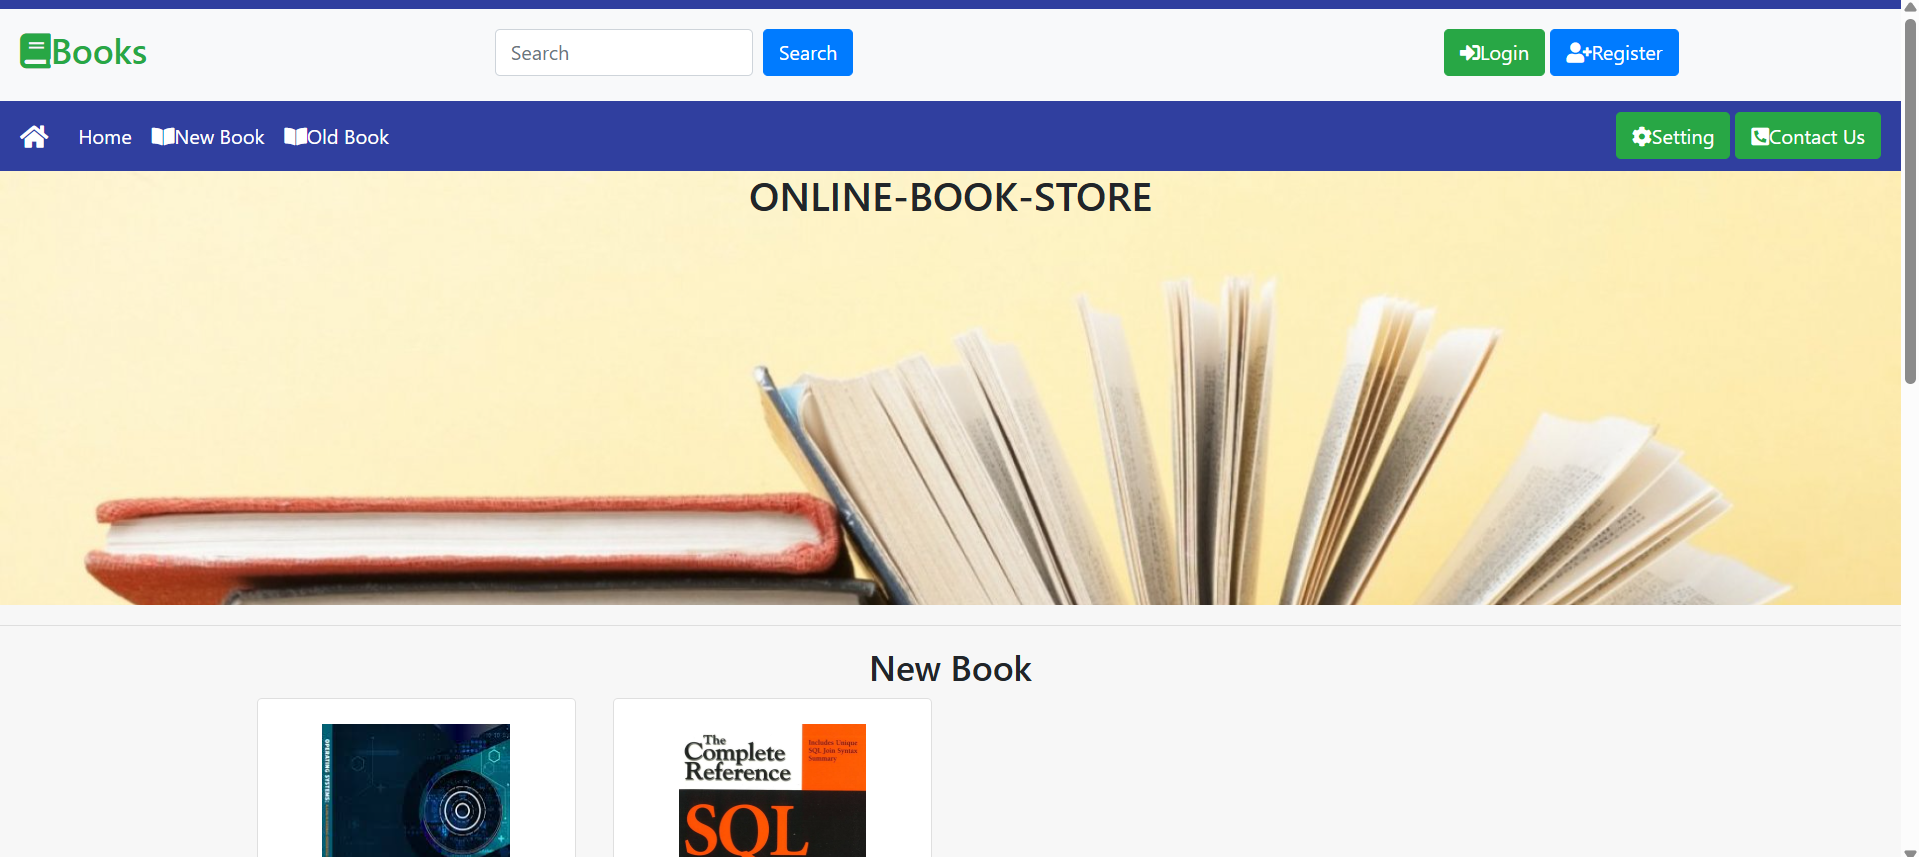 Books
Search
Search
Login
Register
Home
New Book
Old Book
Setting
Contact Us
ONLINE-BOOK-STORE
New Book
OPERATING SYSTEMS:
The
Complete
Reference
Includes Unique
SQL Join Syntax
Summary
SQL